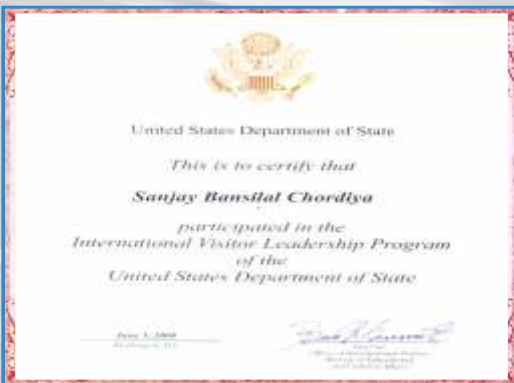 United States Department of State
This is to certify that
Sanjay Bansilal Chordiya
participated in the
International Visitor Leadership Program
of the
United States Department of State